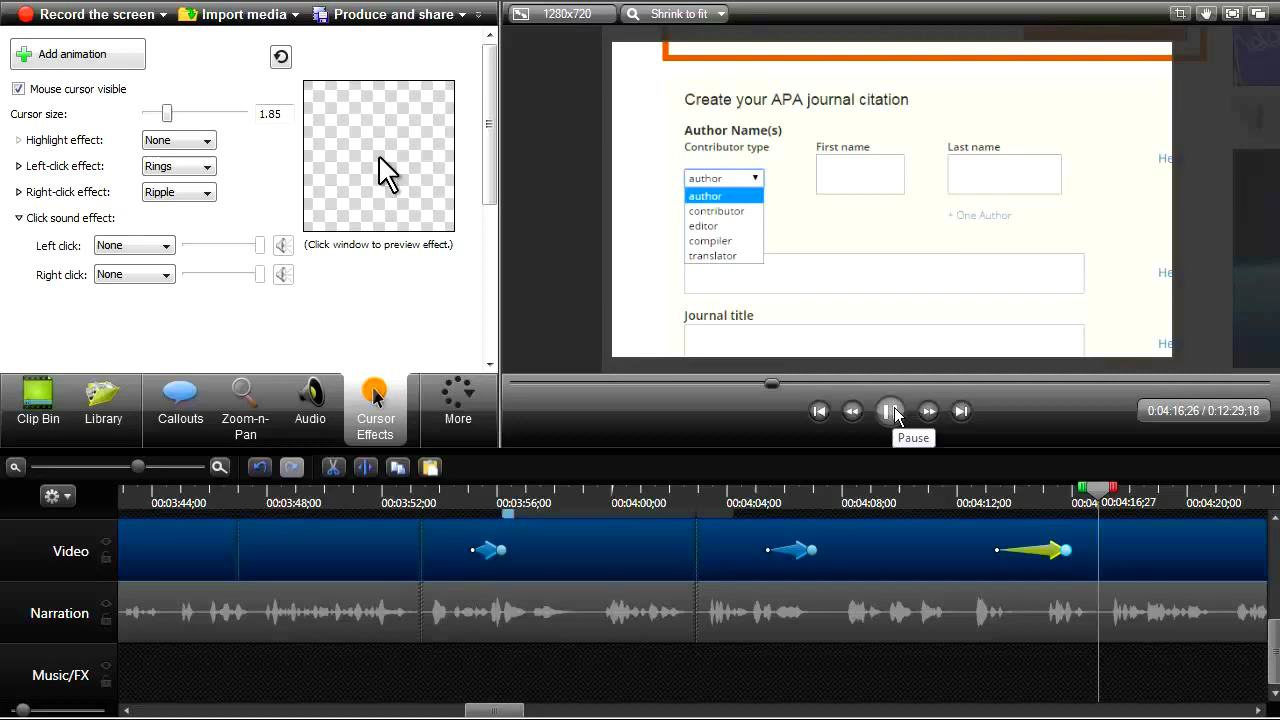 Record the screen Import media Produce and share
1280x720 Shrink to fit
Add animation
Mouse cursor visible
Cursor size: 1.85
Highlight effect: None
Left-click effect: Rings
Right-click effect: Ripple
Click sound effect:
Left click: None
Right click: None
(Click window to preview effect.)
Create your APA journal citation
Author Name(s)
Contributor type First name Last name
He
author
author
contributor
editor
compiler
translator
+ One Author
He
Journal title
He
Clip Bin
Library
Callouts
Zoom-n-Pan
Audio
Cursor Effects
More
0:04:16;26 / 0:12:29;18
Pause
00:03:44;00 00:03:48;00 00:03:52;00 00:03:56;00 00:04:00;00 00:04:04;00 00:04:08;00 00:04:12;00 00:04 00:04:16;27 00:04:20;00
Video
Narration
Music/FX